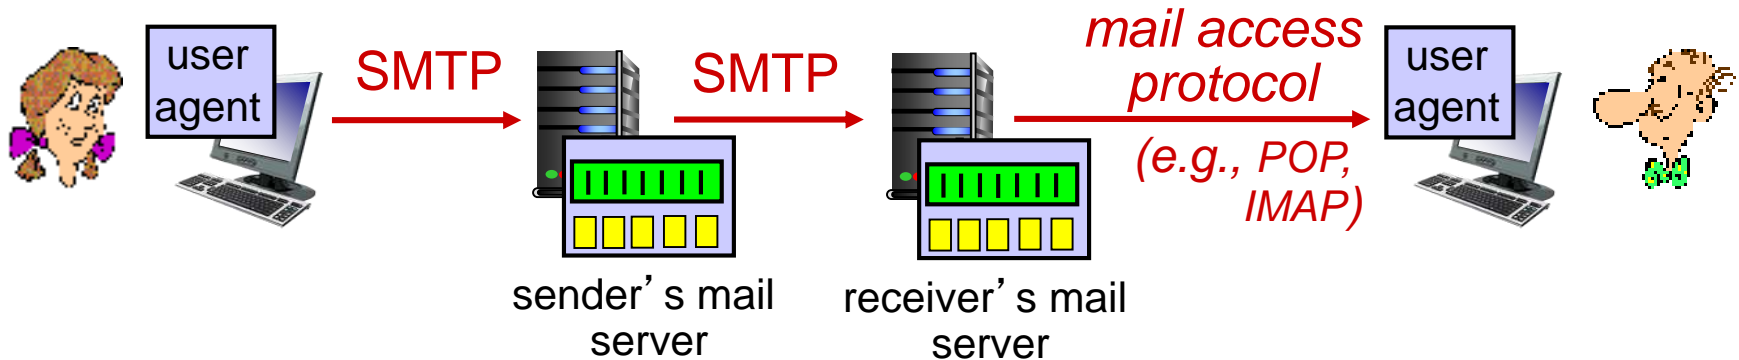 user
agent
SMTP
SMTP
mail access
protocol
(e.g., POP,
IMAP)
user
agent
sender’s mail
server
receiver’s mail
server